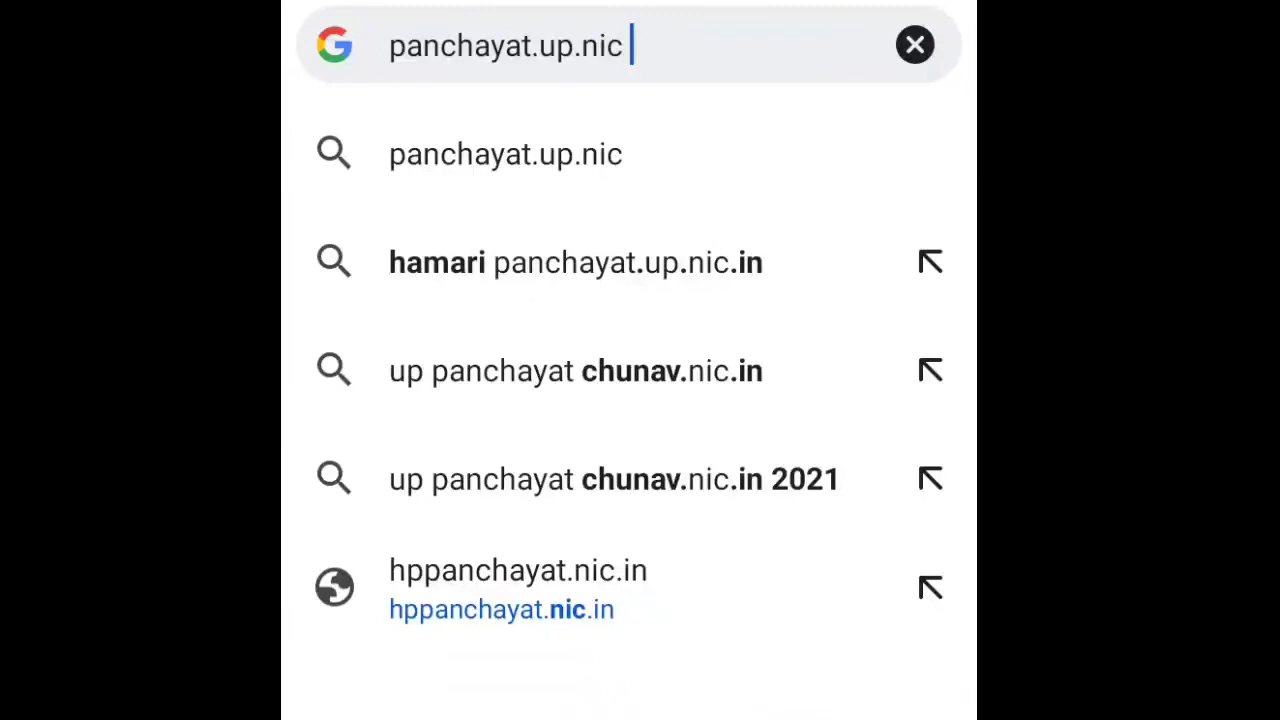 panchayat.up.nic
panchayat.up.nic
hamari panchayat.up.nic.in
up panchayat chunav.nic.in
up panchayat chunav.nic.in 2021
hppanchayat.nic.in
hppanchayat.nic.in